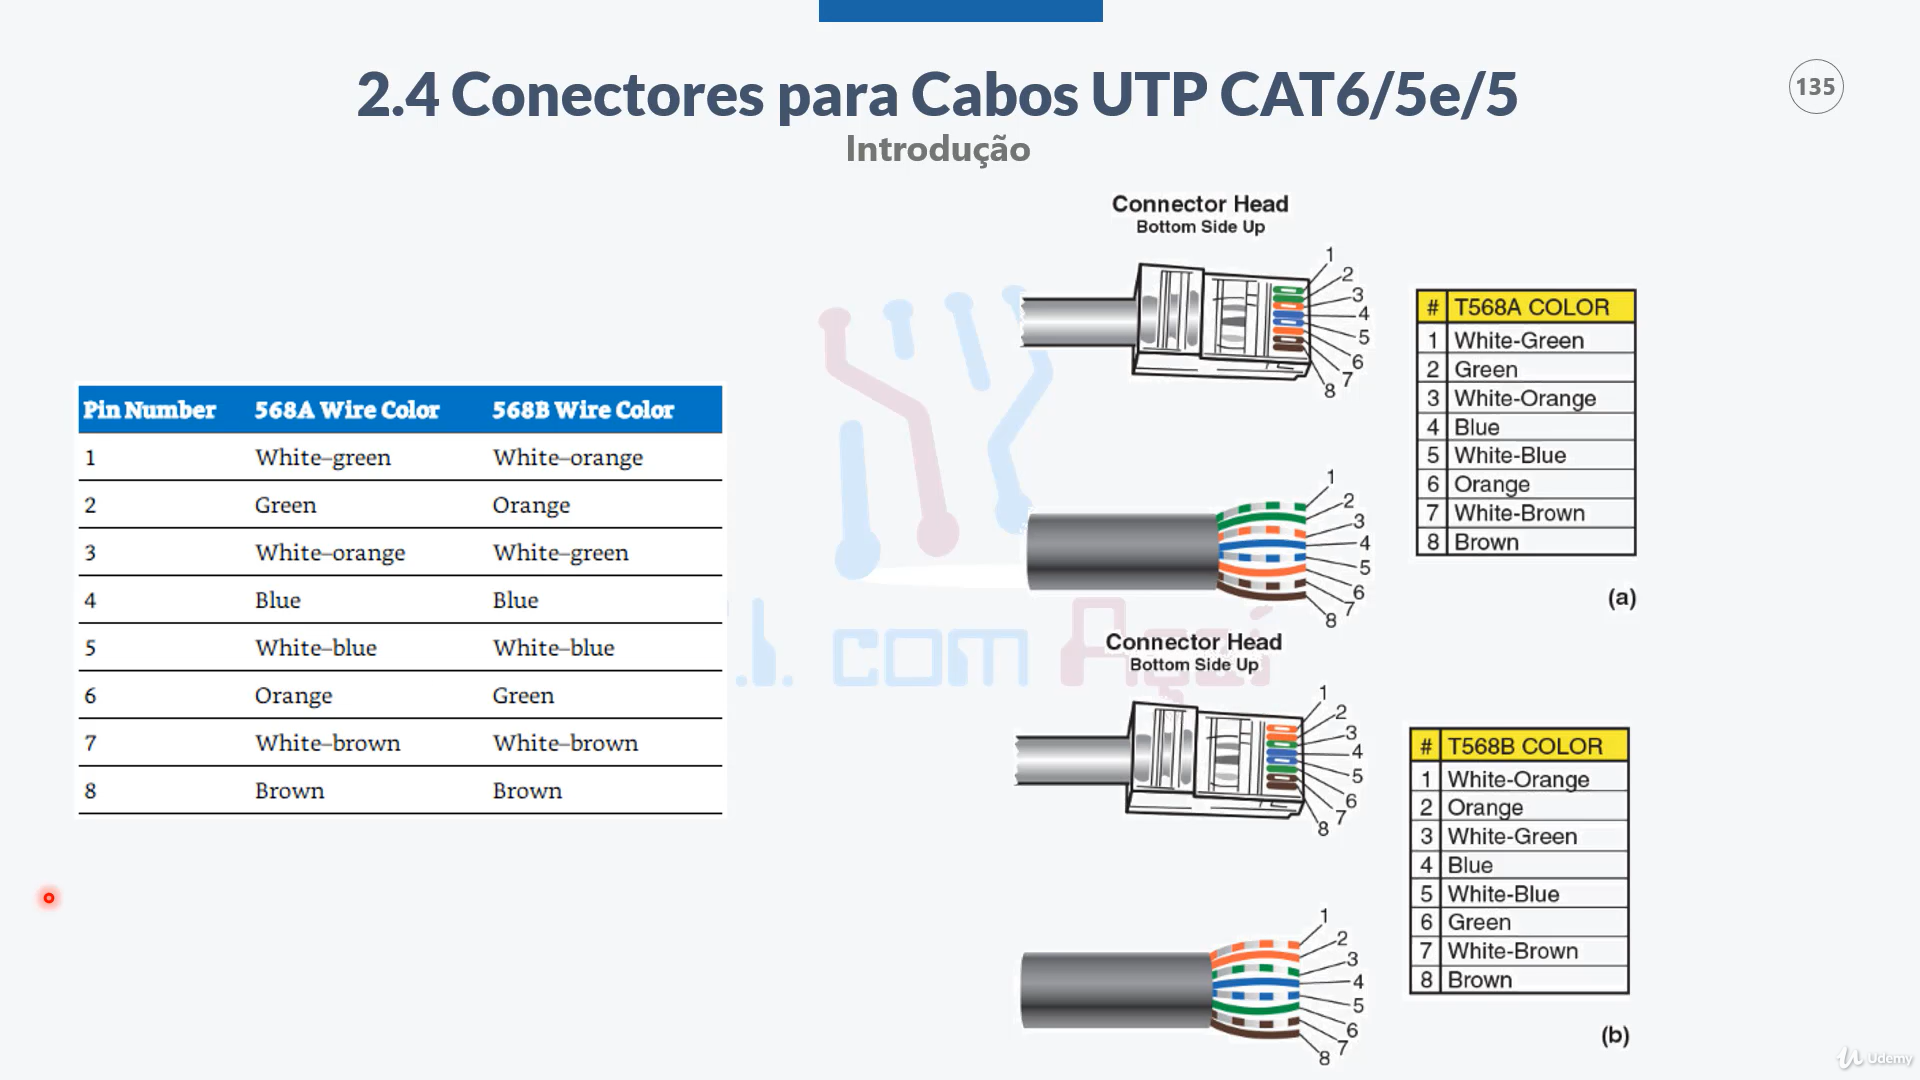 2.4 Conectores para Cabos UTP CAT6/5e/5
135
Introdução
Pin Number 568A Wire Color 568B Wire Color
1 White–green White–orange
2 Green Orange
3 White–orange White–green
4 Blue Blue
5 White–blue White–blue
6 Orange Green
7 White–brown White–brown
8 Brown Brown
Connector Head
Bottom Side Up
1
2
3
4
5
6
7
8
# T568A COLOR
1 White-Green
2 Green
3 White-Orange
4 Blue
5 White-Blue
6 Orange
7 White-Brown
8 Brown
1
2
3
4
5
6
7
8
(a)
.I. com Açaí
Connector Head
Bottom Side Up
1
2
3
4
5
6
7
8
# T568B COLOR
1 White-Orange
2 Orange
3 White-Green
4 Blue
5 White-Blue
6 Green
7 White-Brown
8 Brown
1
2
3
4
5
6
7
8
(b)
Udemy